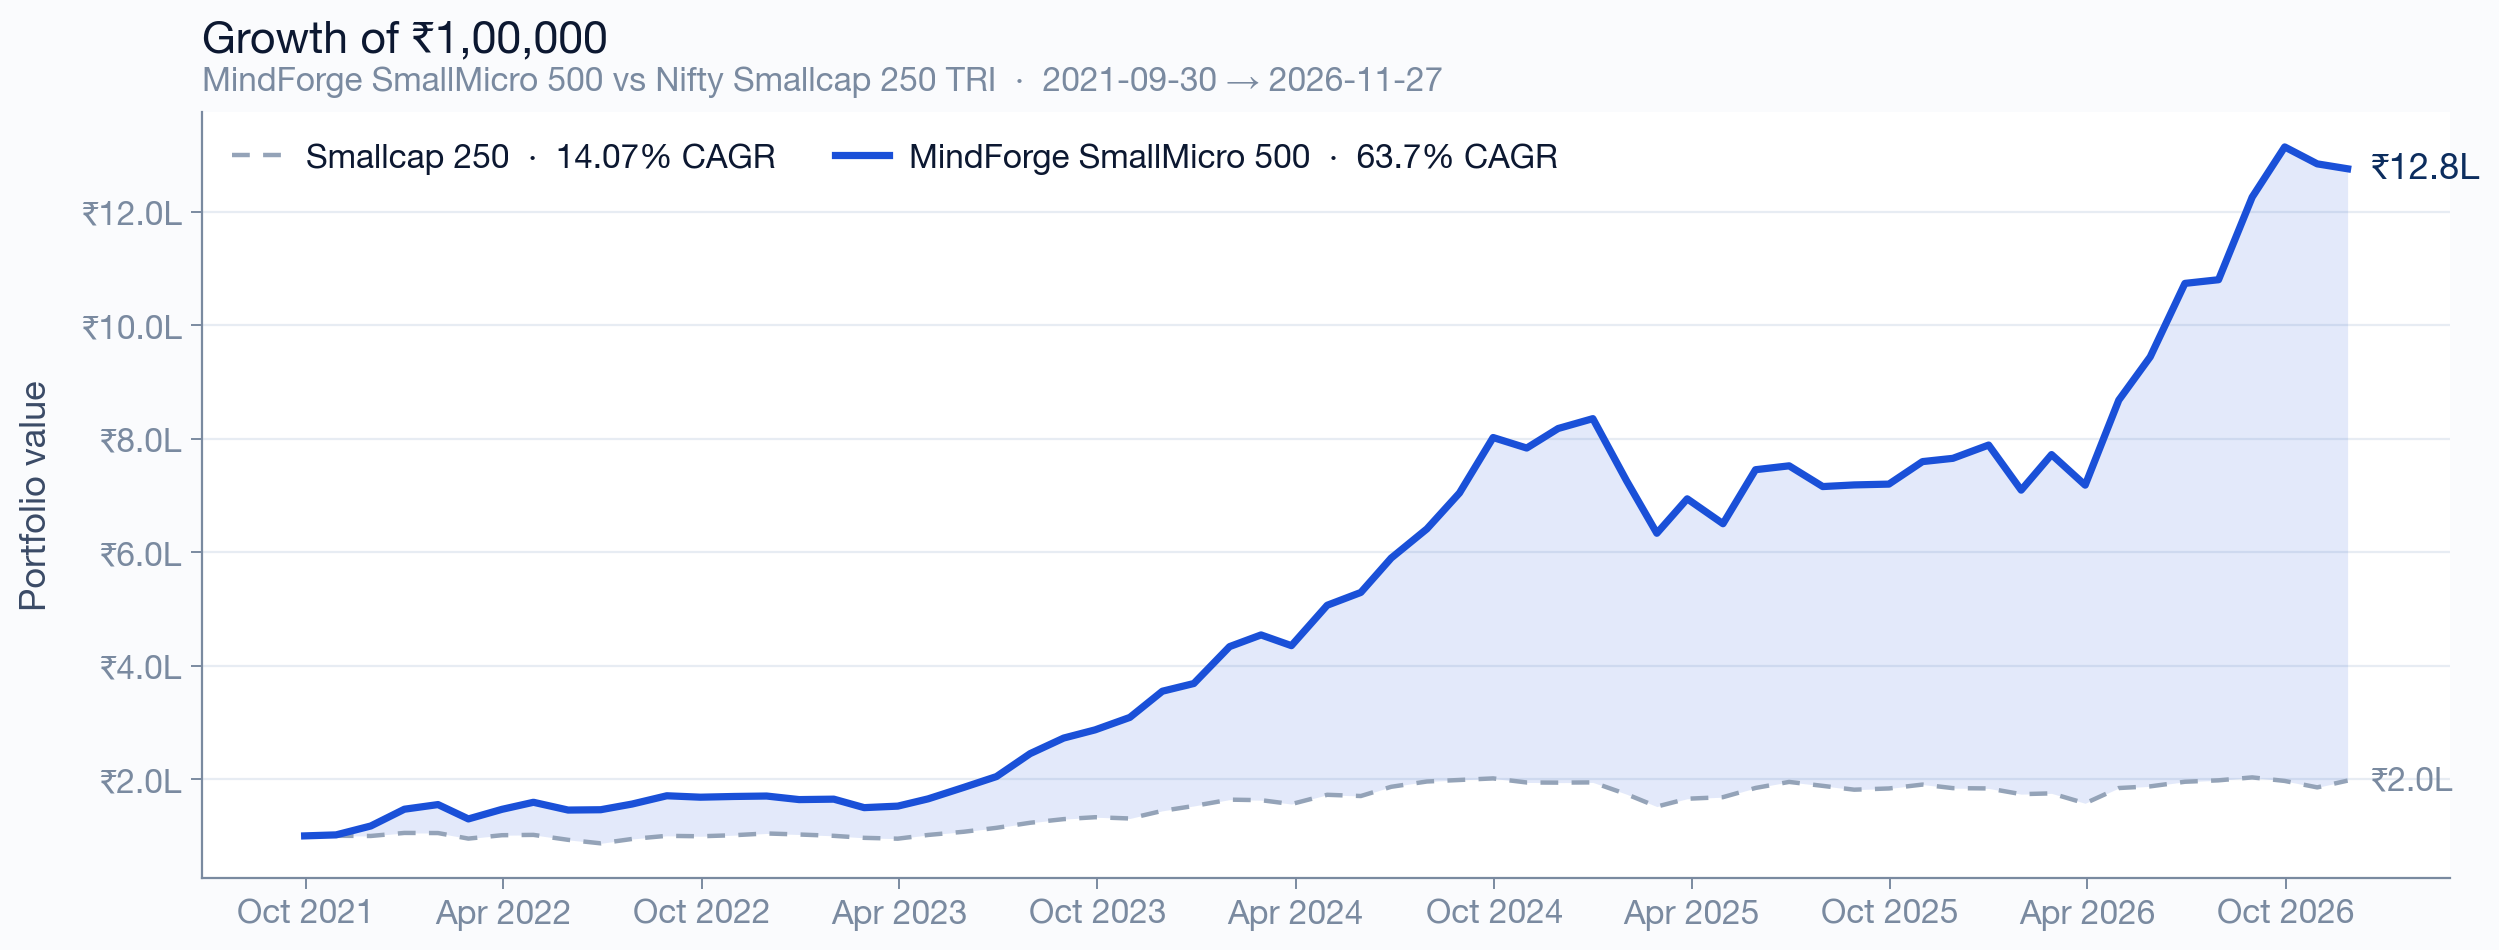 Growth of ₹1,00,000
MindForge SmallMicro 500 vs Nifty Smallcap 250 TRI · 2021-09-30 → 2026-11-27
Smallcap 250 · 14.07% CAGR
MindForge SmallMicro 500 · 63.7% CAGR
₹12.8L
₹12.0L
₹10.0L
₹8.0L
₹6.0L
₹4.0L
₹2.0L
₹2.0L
Portfolio value
Oct 2021 Apr 2022 Oct 2022 Apr 2023 Oct 2023 Apr 2024 Oct 2024 Apr 2025 Oct 2025 Apr 2026 Oct 2026